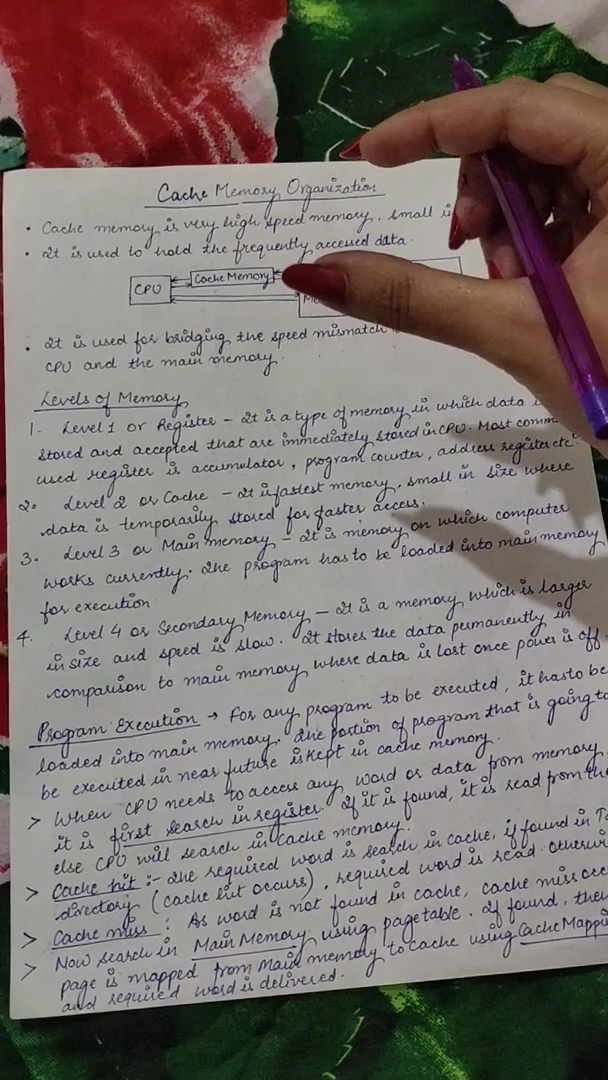 Cache Memory Organization
• Cache memory is very high speed memory, small i
• It is used to hold the frequently accessed data.
CPU
Cache Memory
• It is used for bridging the speed mismatch
CPU and the main memory.
Levels of Memory
1. Level 1 or Register – It is a type of memory in which data
stored and accepted that are immediately stored in CPU. Most comm
used register is accumulator, program counter, address register etc.
2. Level 2 or Cache – It is fastest memory, small in size where
data is temporarily stored for faster access.
3. Level 3 or Main memory – It is memory on which computer
works currently. The program has to be loaded into main memory
for execution
4. Level 4 or Secondary Memory – It is a memory which is larger
in size and speed is slow. It stores the data permanently in
comparison to main memory where data is lost once power is off
Program Execution → For any program to be executed, it has to be
loaded into main memory. The portion of program that is going to
be executed in near future is kept in cache memory.
> When CPU needs to access any word or data from memory,
it is first search in register. If it is found, it is read from th
else CPU will search in cache memory.
> Cache hit :- The required word is search in cache, if found in T
directory (cache hit occurs), required word is read otherwi
> Cache miss : As word is not found in cache, cache miss occ
> Now search in Main Memory using page table. If found, the
page is mapped from Main memory to cache using Cache Mappi
and required word is delivered.